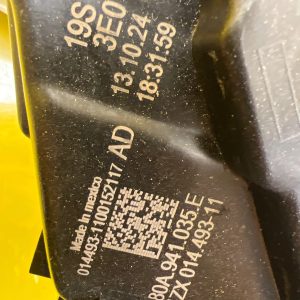 19S
3E0
13.10.24
18:31:59
AD
Made in mexico
014493-1100152117
80A.941.035.E
ZX 014 493-11